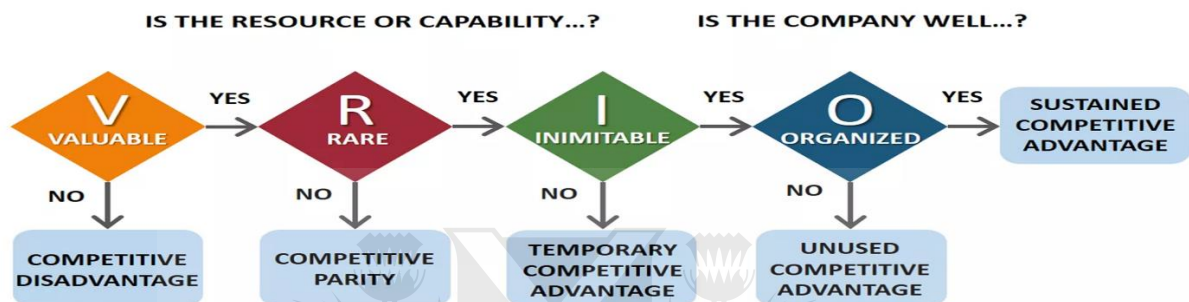 IS THE RESOURCE OR CAPABILITY...?
IS THE COMPANY WELL...?
V
VALUABLE
YES
R
RARE
YES
I
INIMITABLE
YES
O
ORGANIZED
YES
SUSTAINED
COMPETITIVE
ADVANTAGE
NO
NO
NO
NO
COMPETITIVE
DISADVANTAGE
COMPETITIVE
PARITY
TEMPORARY
COMPETITIVE
ADVANTAGE
UNUSED
COMPETITIVE
ADVANTAGE